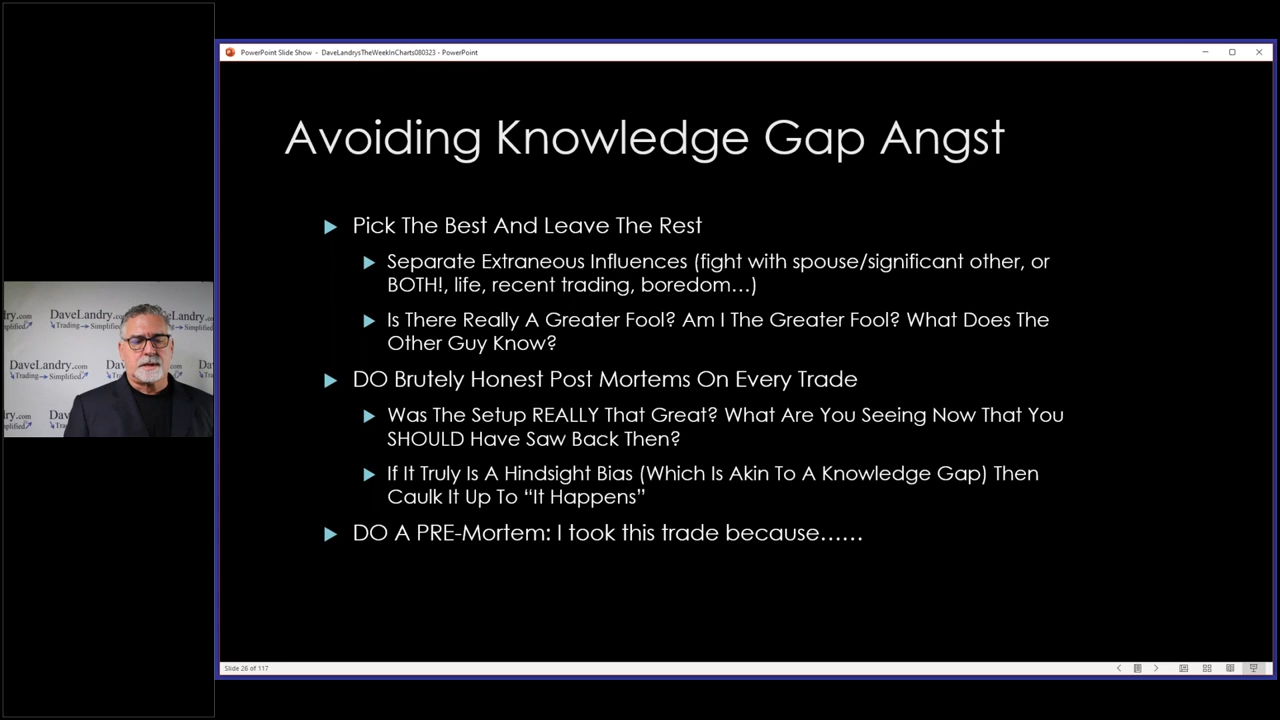 PowerPoint Slide Show - DaveLandrysTheWeekInCharts080323 - PowerPoint
Avoiding Knowledge Gap Angst
Pick The Best And Leave The Rest
Separate Extraneous Influences (fight with spouse/significant other, or
BOTH!, life, recent trading, boredom…)
Is There Really A Greater Fool? Am I The Greater Fool? What Does The
Other Guy Know?
DO Brutely Honest Post Mortems On Every Trade
Was The Setup REALLY That Great? What Are You Seeing Now That You
SHOULD Have Saw Back Then?
If It Truly Is A Hindsight Bias (Which Is Akin To A Knowledge Gap) Then
Caulk It Up To “It Happens”
DO A PRE-Mortem: I took this trade because……
Slide 26 of 117
DaveLandry.com
Trading Simplified
DaveLandry.com